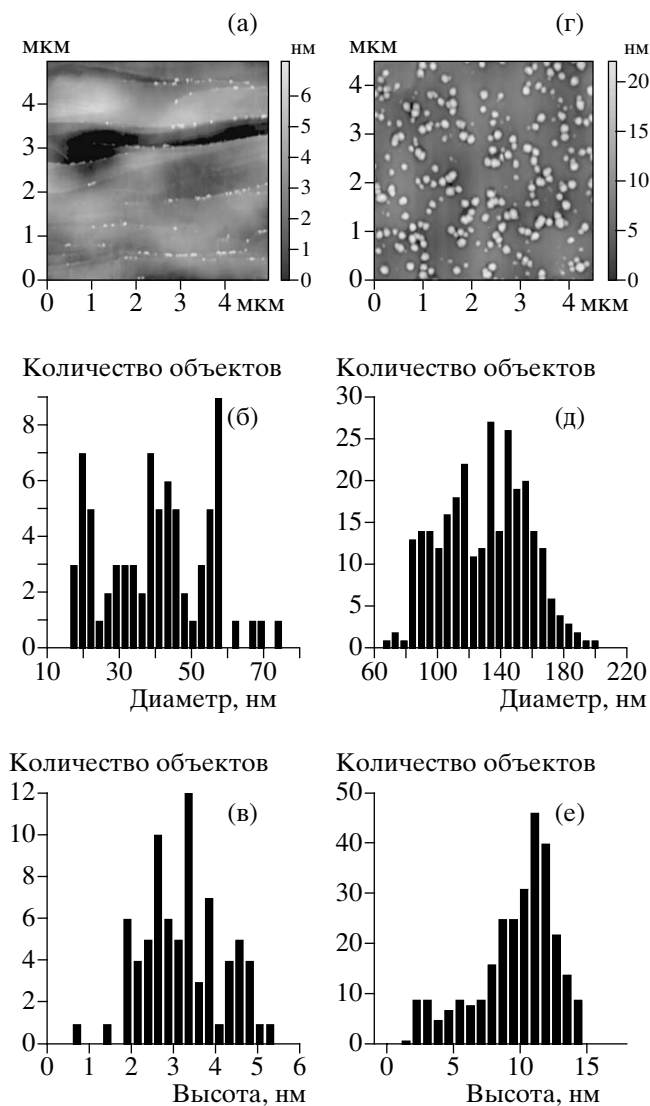 (а)
мкм
нм
6
5
4
3
2
1
0
4
3
2
1
0
0 1 2 3 4 мкм
(г)
мкм
нм
20
10
0
4
3
2
1
0
0 1 2 3 4 мкм
Количество объектов
(б)
8
6
4
2
0
10 30 50 70
Диаметр, нм
Количество объектов
(д)
30
25
20
15
10
5
0
60 100 140 180 220
Диаметр, нм
Количество объектов
(в)
12
10
8
6
4
2
0
0 1 2 3 4 5 6
Высота, нм
Количество объектов
(е)
50
40
30
20
10
0
0 5 10 15
Высота, нм